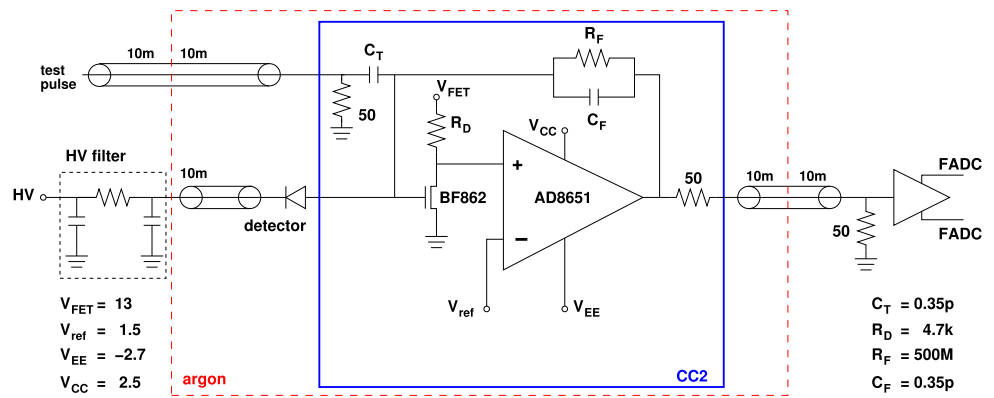 10m 10m
test
pulse
C_T
50
R_F
C_F
V_FET
R_D
V_CC
+
BF862
AD8651
−
V_ref
V_EE
HV filter
HV
10m
detector
50
10m 10m
50
FADC
FADC
V_FET = 13
V_ref = 1.5
V_EE = −2.7
V_CC = 2.5
argon
CC2
C_T = 0.35p
R_D = 4.7k
R_F = 500M
C_F = 0.35p